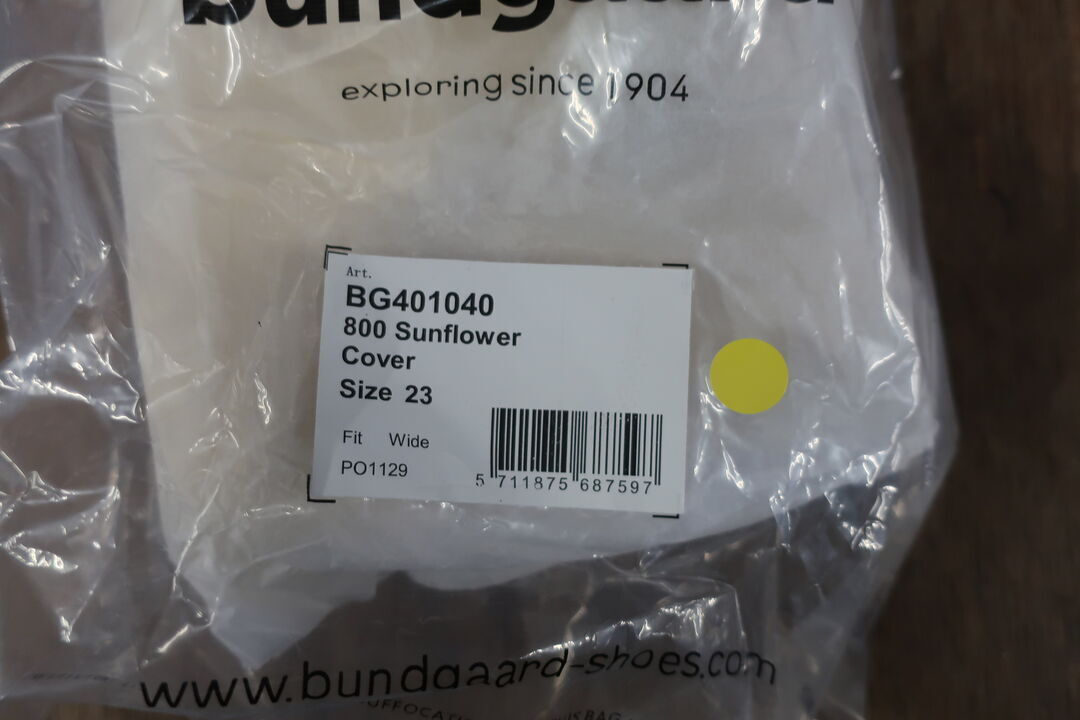 bundgaard
exploring since 1904
Art.
BG401040
800 Sunflower
Cover
Size 23
Fit Wide
PO1129
5 711875 687597
www.bundgaard-shoes.com